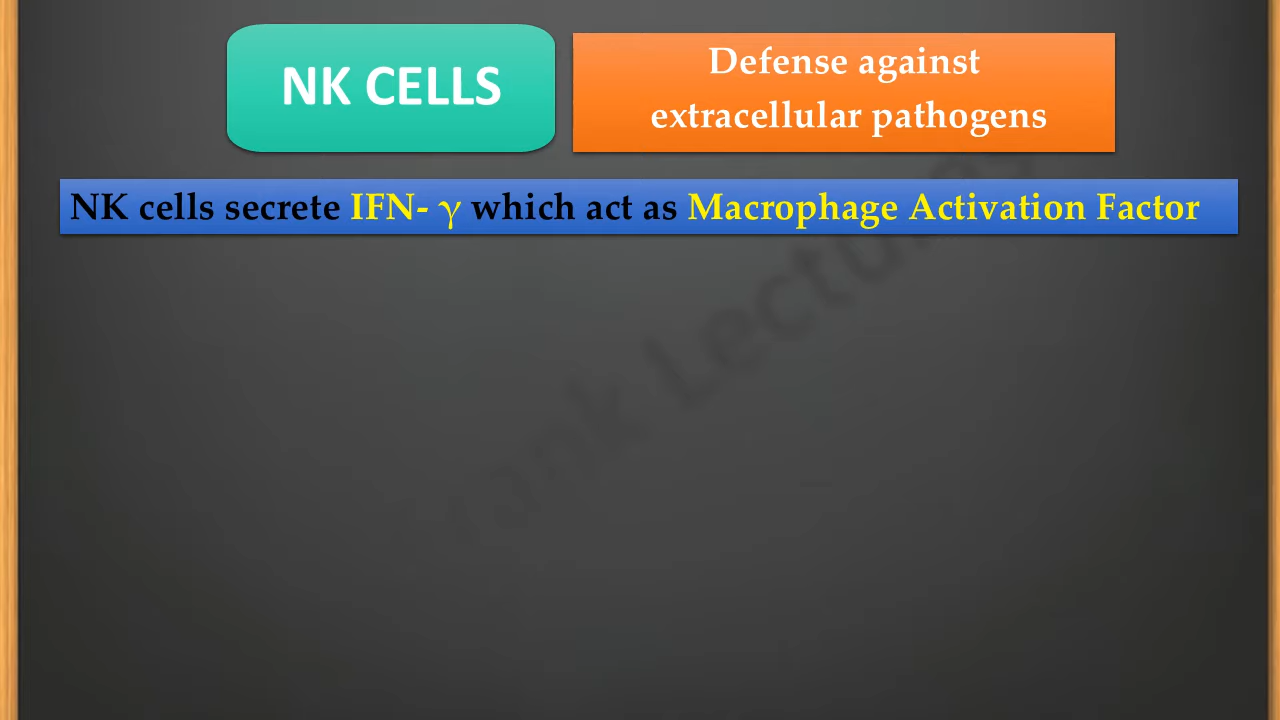 NK CELLS
Defense against
extracellular pathogens
NK cells secrete IFN- γ which act as Macrophage Activation Factor